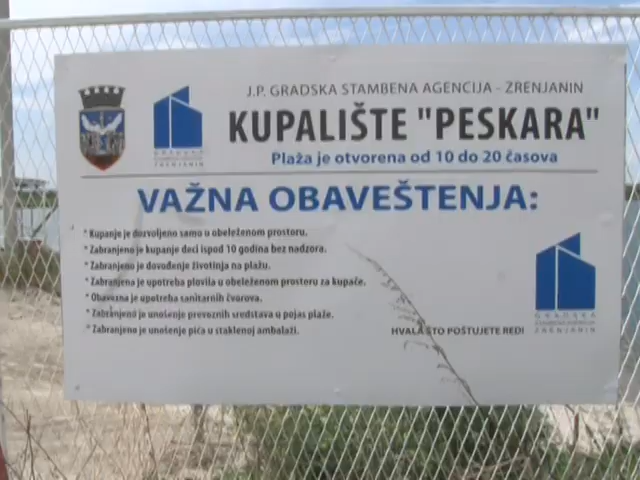 J.P. GRADSKA STAMBENA AGENCIJA - ZRENJANIN
KUPALIŠTE "PESKARA"
Plaža je otvorena od 10 do 20 časova
GRADSKA
ZRENJANIN
VAŽNA OBAVEŠTENJA:
* Kupanje je dozvoljeno samo u obeleženom prostoru.
* Zabranjeno je kupanje deci ispod 10 godina bez nadzora.
* Zabranjeno je dovođenje životinja na plažu.
* Zabranjeno je upotreba plovila u obeleženom prostoru za kupače.
* Obavezna je upotreba sanitarnih čvorova.
* Zabranjeno je unošenje prevoznih sredstava u pojas plaže.
* Zabranjeno je unošenje pića u staklenoj ambalaži.
HVALA ŠTO POŠTUJETE RED!
GRADSKA
STAMBENA AGENCIJA
ZRENJANIN